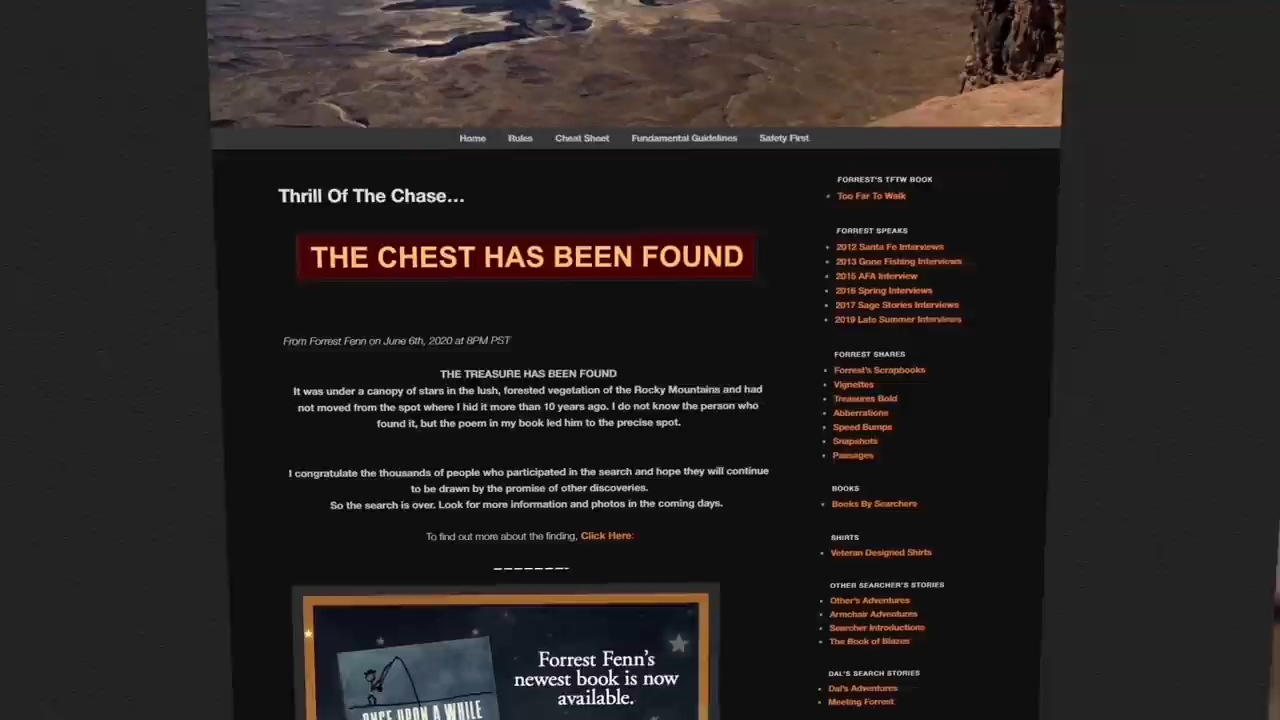 Home Rules Cheat Sheet Fundamental Guidelines Safety First
Thrill Of The Chase...
THE CHEST HAS BEEN FOUND
From Forrest Fenn on June 6th, 2020 at 8PM PST
THE TREASURE HAS BEEN FOUND
It was under a canopy of stars in the lush, forested vegetation of the Rocky Mountains and had
not moved from the spot where I hid it more than 10 years ago. I do not know the person who
found it, but the poem in my book led him to the precise spot.
I congratulate the thousands of people who participated in the search and hope they will continue
to be drawn by the promise of other discoveries.
So the search is over. Look for more information and photos in the coming days.
To find out more about the finding, Click Here:
————————-
Forrest Fenn's
newest book is now
available.
ONCE UPON A WHILE
FORREST'S TFTW BOOK
Too Far To Walk
FORREST SPEAKS
2012 Santa Fe Interviews
2013 Gone Fishing Interviews
2015 AFA Interview
2016 Spring Interviews
2017 Sage Stories Interviews
2019 Late Summer Interviews
FORREST SHARES
Forrest's Scrapbooks
Vignettes
Treasures Bold
Abberrations
Speed Bumps
Snapshots
Passages
BOOKS
Books By Searchers
SHIRTS
Veteran Designed Shirts
OTHER SEARCHER'S STORIES
Other's Adventures
Armchair Adventures
Searcher Introductions
The Book of Blazes
DAL'S SEARCH STORIES
Dal's Adventures
Meeting Forrest